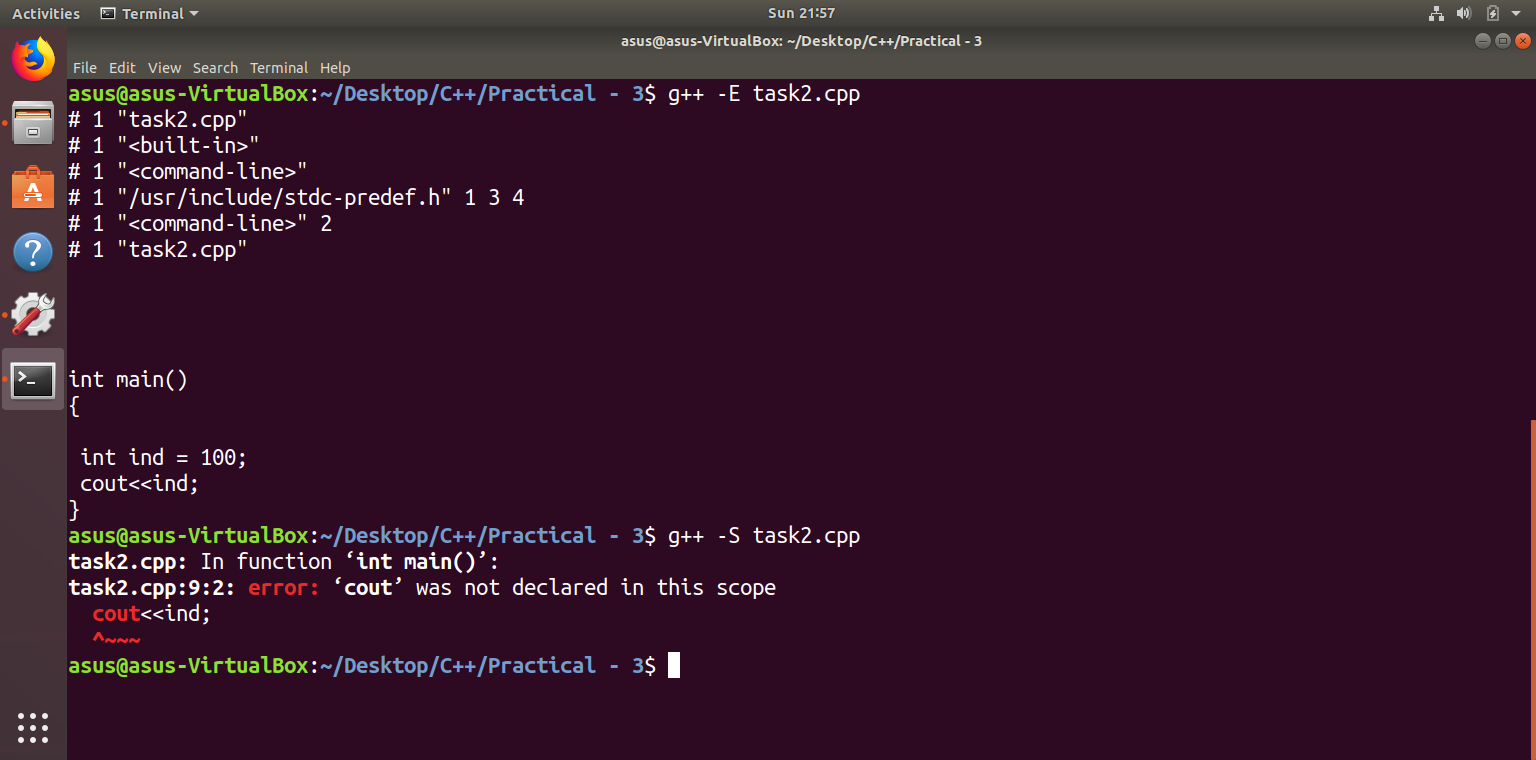 Activities Terminal Sun 21:57
asus@asus-VirtualBox: ~/Desktop/C++/Practical - 3
File Edit View Search Terminal Help
asus@asus-VirtualBox:~/Desktop/C++/Practical - 3$ g++ -E task2.cpp
# 1 "task2.cpp"
# 1 "<built-in>"
# 1 "<command-line>"
# 1 "/usr/include/stdc-predef.h" 1 3 4
# 1 "<command-line>" 2
# 1 "task2.cpp"
int main()
{
 int ind = 100;
 cout<<ind;
}
asus@asus-VirtualBox:~/Desktop/C++/Practical - 3$ g++ -S task2.cpp
task2.cpp: In function ‘int main()’:
task2.cpp:9:2: error: ‘cout’ was not declared in this scope
  cout<<ind;
  ^~~~
asus@asus-VirtualBox:~/Desktop/C++/Practical - 3$